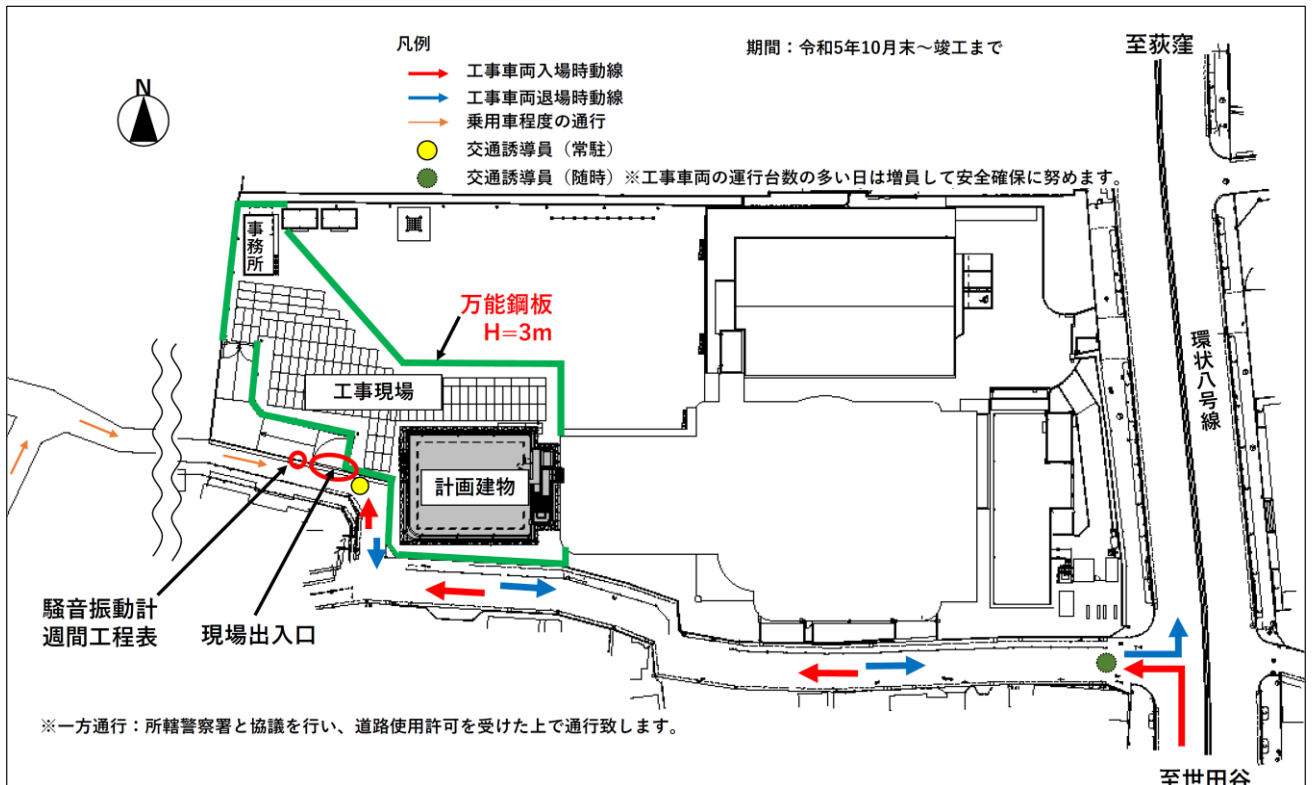 凡例
期間：令和5年10月末～竣工まで
至荻窪
工事車両入場時動線
工事車両退場時動線
乗用車程度の通行
交通誘導員（常駐）
交通誘導員（随時）※工事車両の運行台数の多い日は増員して安全確保に努めます。
N
事務所
万能鋼板
H=3m
環状八号線
工事現場
計画建物
騒音振動計
週間工程表
現場出入口
※一方通行：所轄警察署と協議を行い、道路使用許可を受けた上で通行致します。
至世田谷